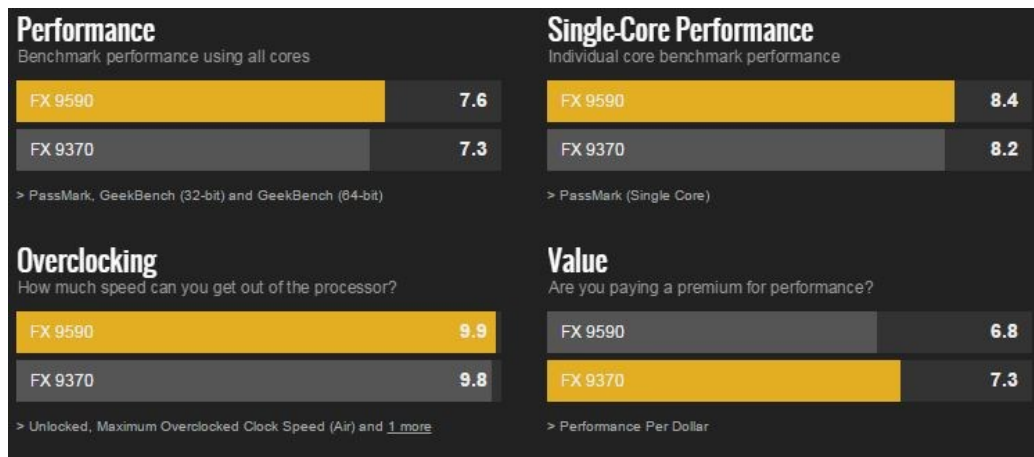 Performance
Benchmark performance using all cores
FX 9590 7.6
FX 9370 7.3
> PassMark, GeekBench (32-bit) and GeekBench (64-bit)
Single-Core Performance
Individual core benchmark performance
FX 9590 8.4
FX 9370 8.2
> PassMark (Single Core)
Overclocking
How much speed can you get out of the processor?
FX 9590 9.9
FX 9370 9.8
> Unlocked, Maximum Overclocked Clock Speed (Air) and 1 more
Value
Are you paying a premium for performance?
FX 9590 6.8
FX 9370 7.3
> Performance Per Dollar